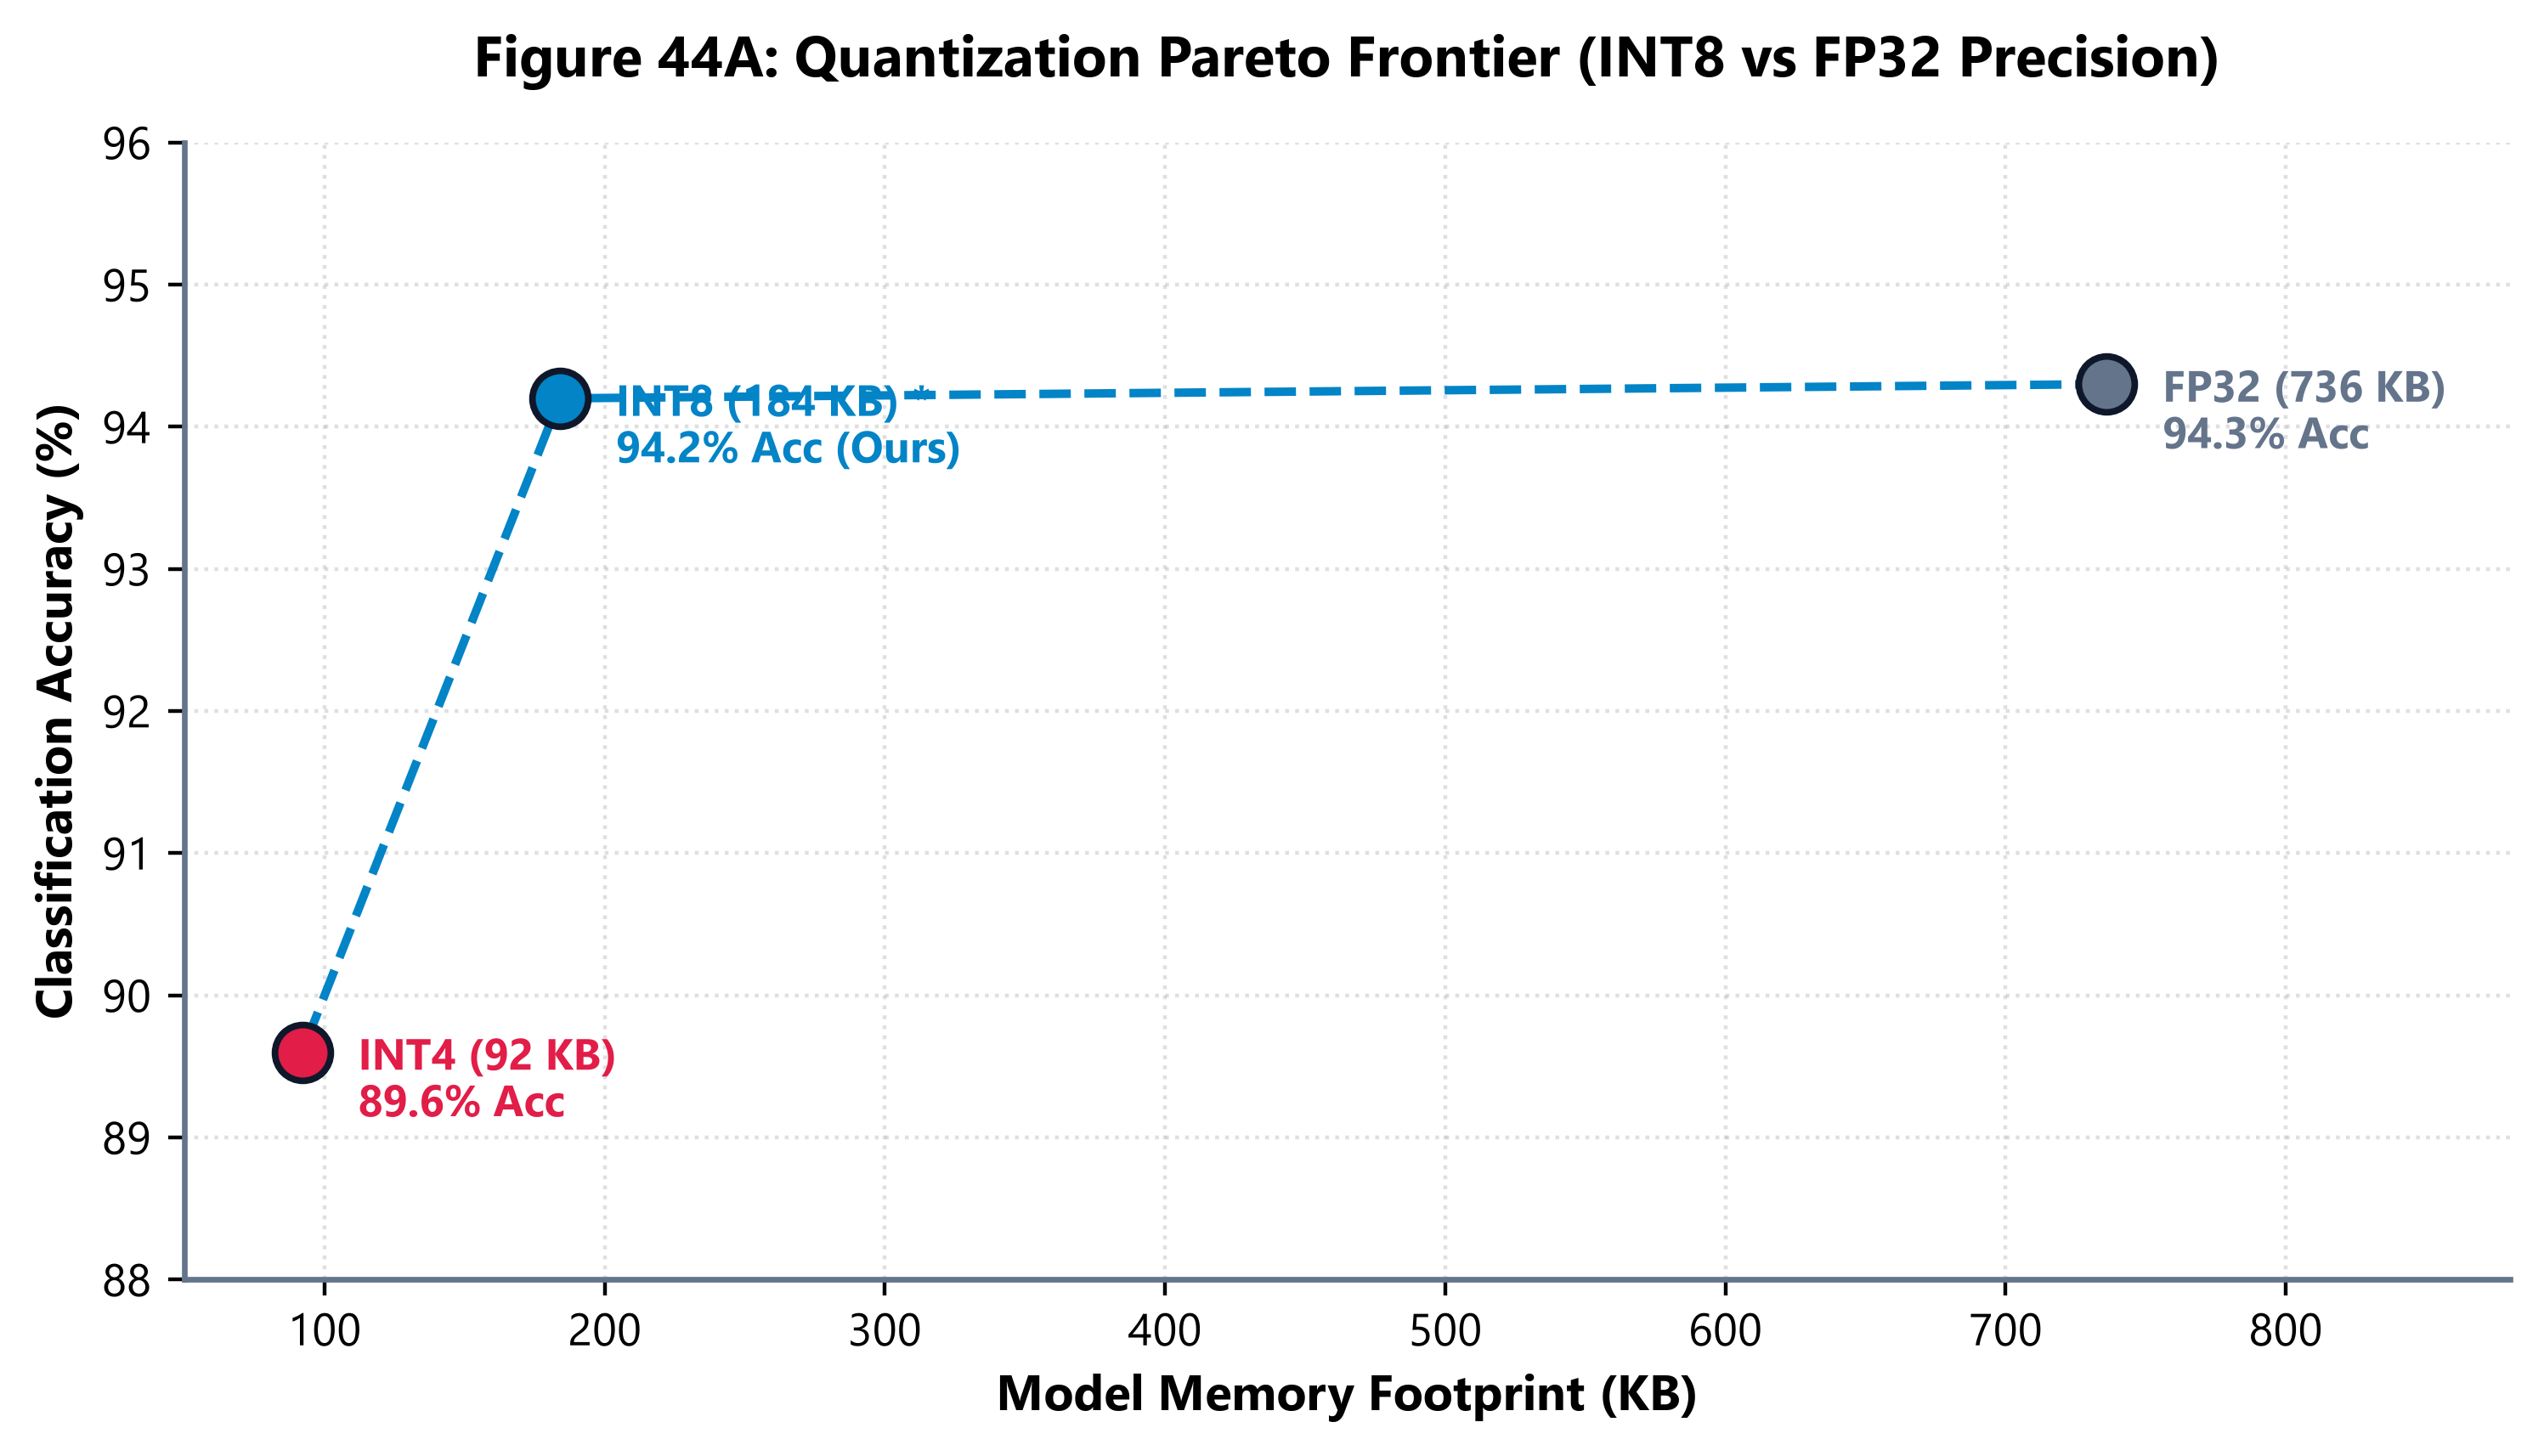 Figure 44A: Quantization Pareto Frontier (INT8 vs FP32 Precision)
96
95
94
93
92
91
90
89
88
Classification Accuracy (%)
INT8 (184 KB) *
94.2% Acc (Ours)
FP32 (736 KB)
94.3% Acc
INT4 (92 KB)
89.6% Acc
100 200 300 400 500 600 700 800
Model Memory Footprint (KB)